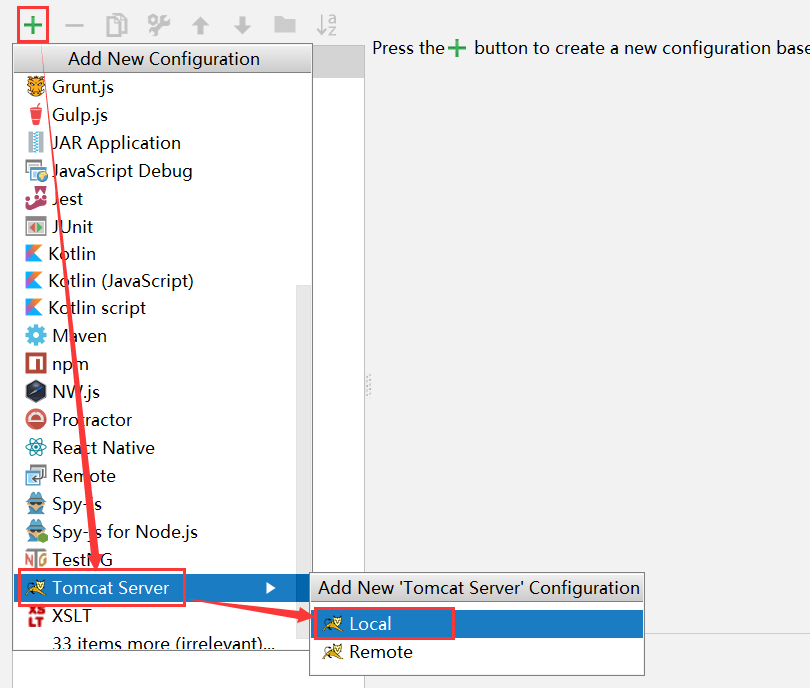 Press the + button to create a new configuration base
Add New Configuration
Grunt.js
Gulp.js
JAR Application
JavaScript Debug
Jest
JUnit
Kotlin
Kotlin (JavaScript)
Kotlin script
Maven
npm
NW.js
Protractor
React Native
Remote
Spy-js
Spy-js for Node.js
TestNG
Tomcat Server
XSLT
33 items more (irrelevant)...
Add New 'Tomcat Server' Configuration
Local
Remote